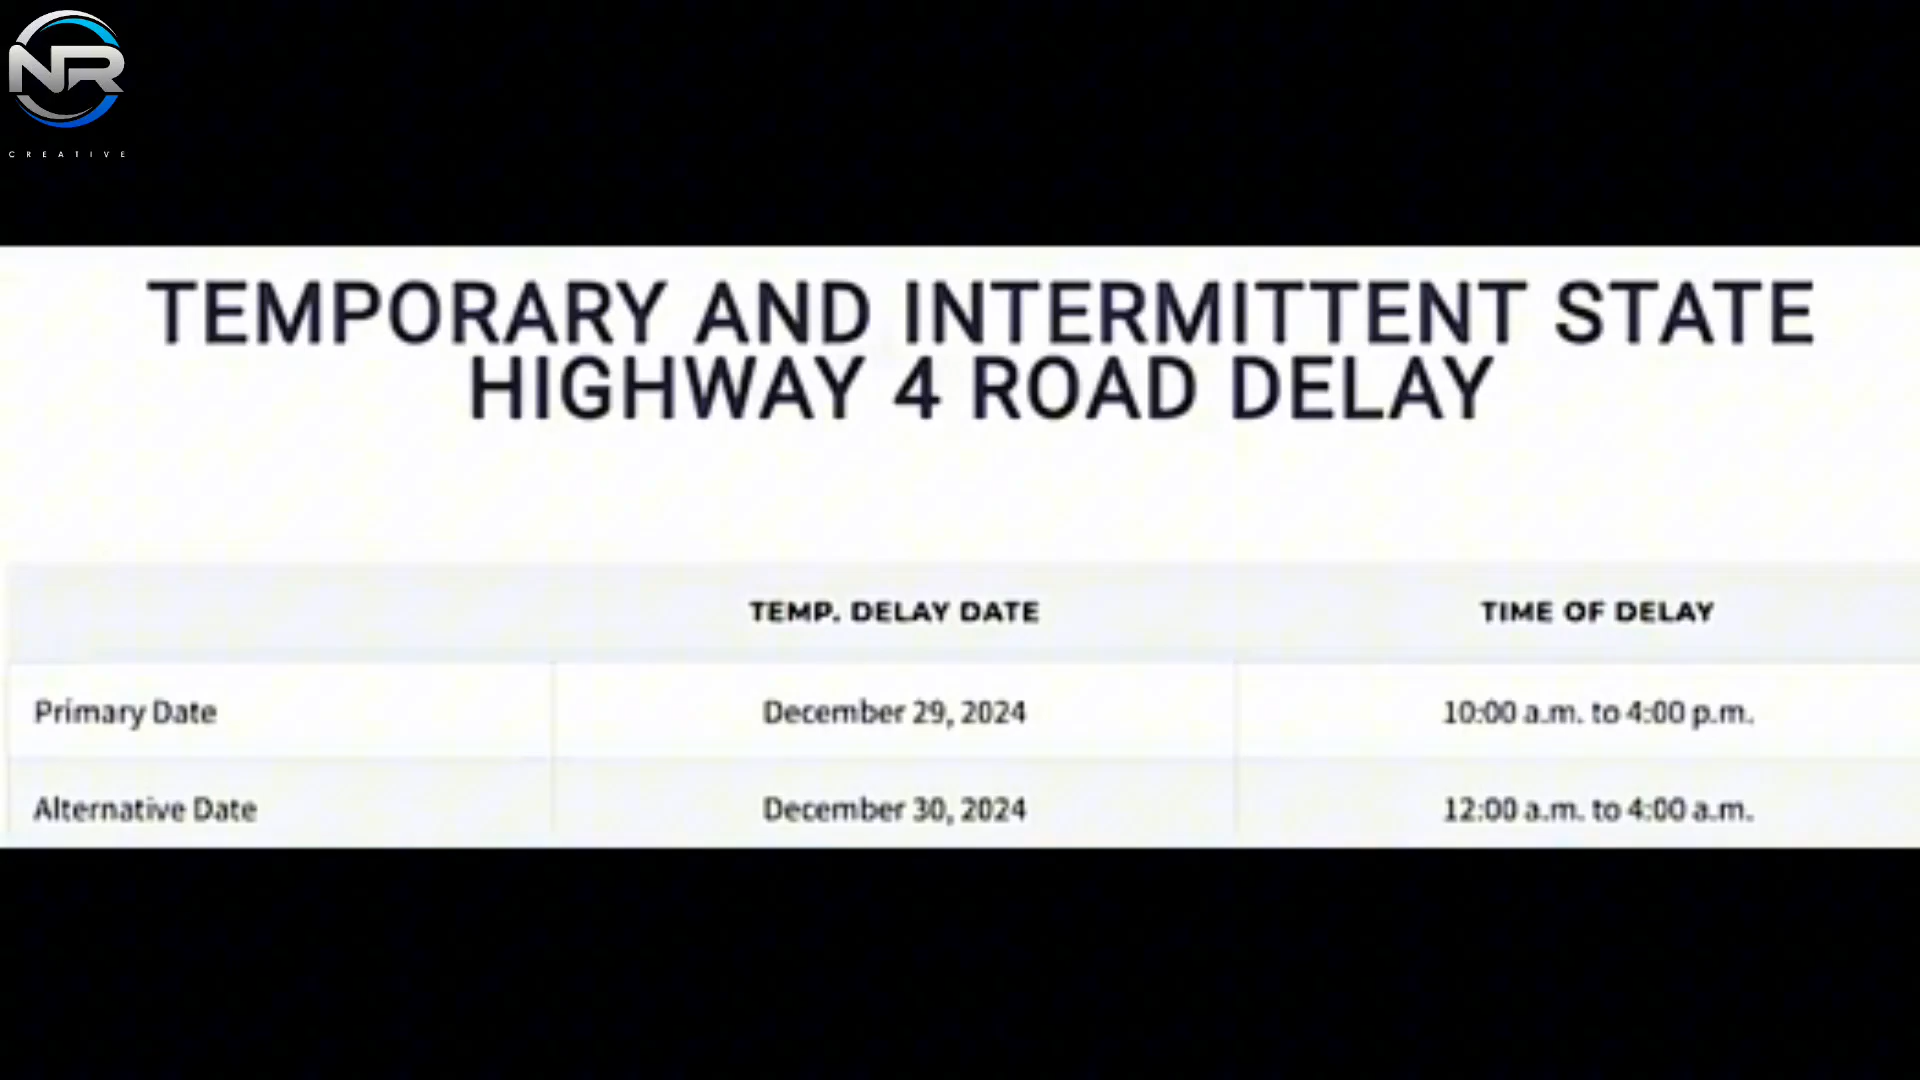 NR
CREATIVE
TEMPORARY AND INTERMITTENT STATE
HIGHWAY 4 ROAD DELAY
TEMP. DELAY DATE TIME OF DELAY
Primary Date December 29, 2024 10:00 a.m. to 4:00 p.m.
Alternative Date December 30, 2024 12:00 a.m. to 4:00 a.m.